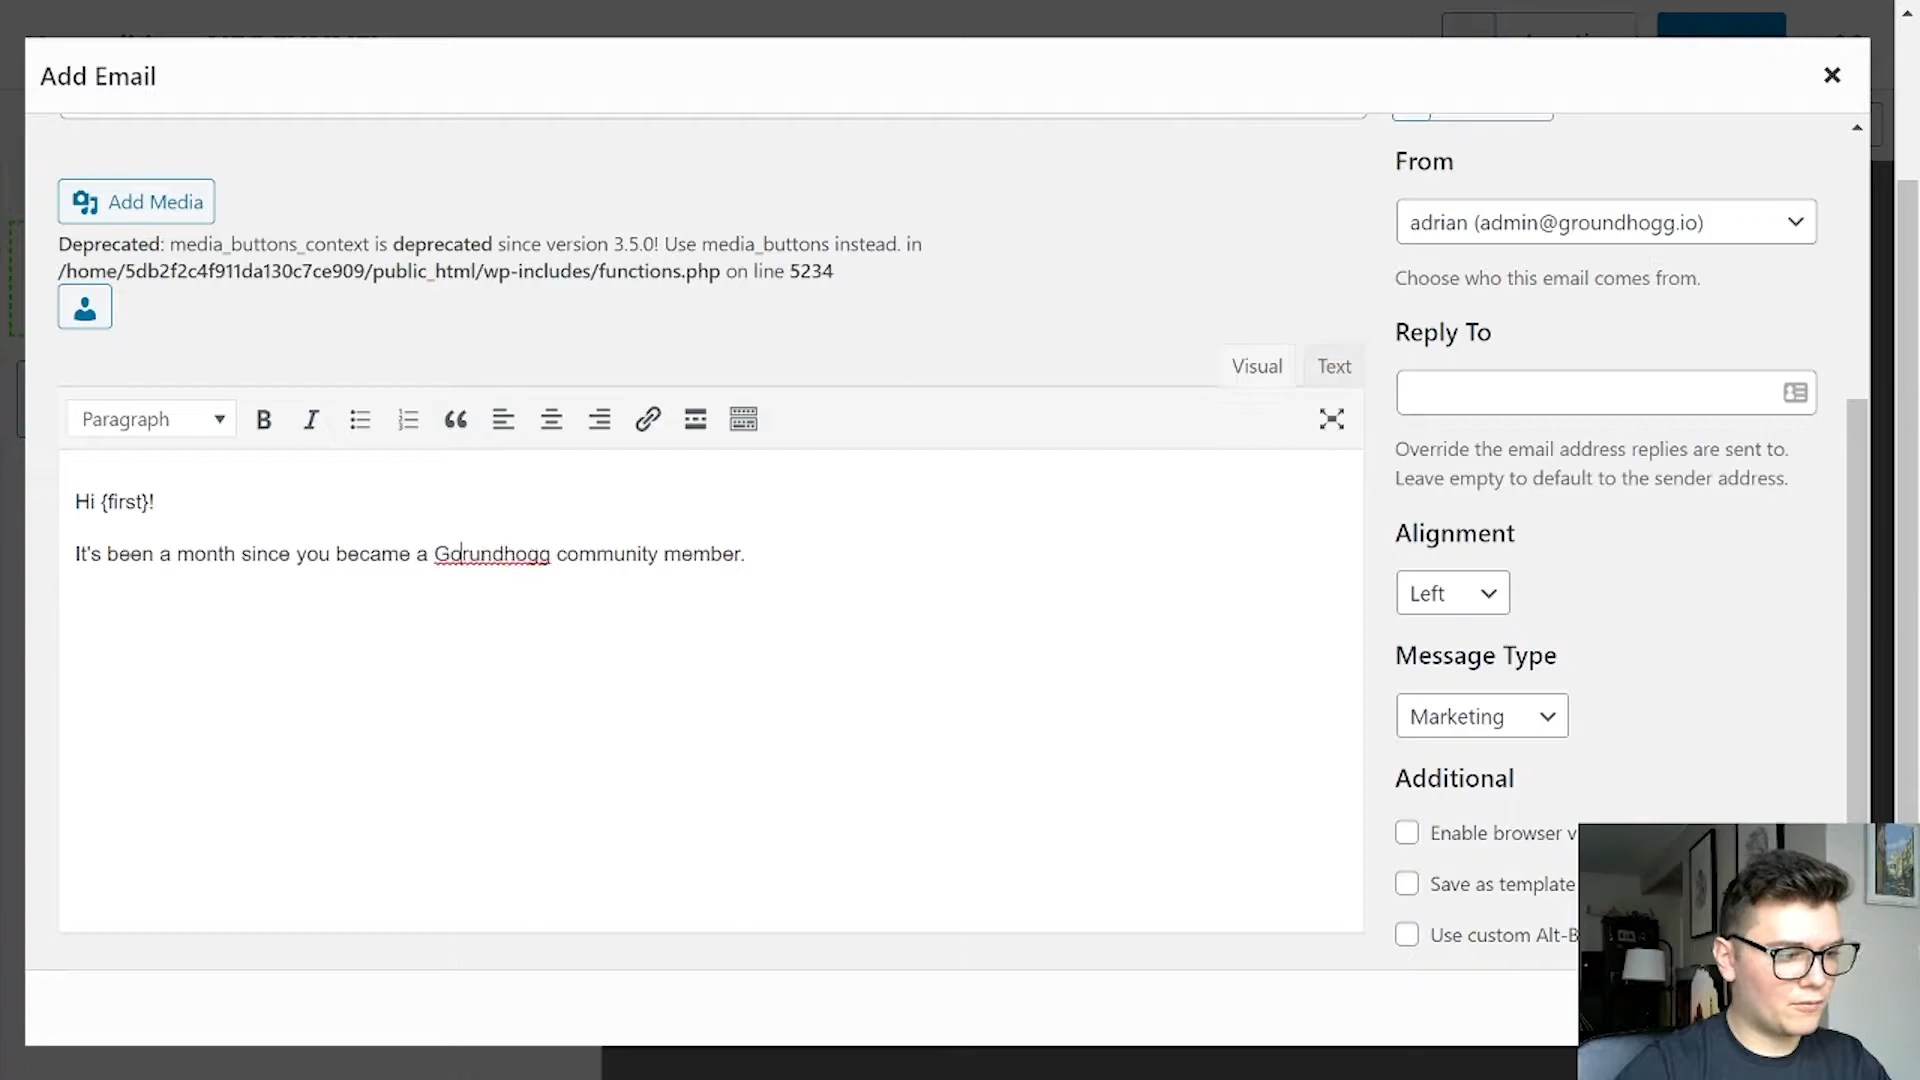 Add Email
Add Media
Deprecated: media_buttons_context is deprecated since version 3.5.0! Use media_buttons instead. in
/home/5db2f2c4f911da130c7ce909/public_html/wp-includes/functions.php on line 5234
Visual Text
Paragraph
Hi {first}!
It's been a month since you became a Gdrundhogg community member.
From
adrian (admin@groundhogg.io)
Choose who this email comes from.
Reply To
Override the email address replies are sent to.
Leave empty to default to the sender address.
Alignment
Left
Message Type
Marketing
Additional
Enable browser v
Save as template
Use custom Alt-B